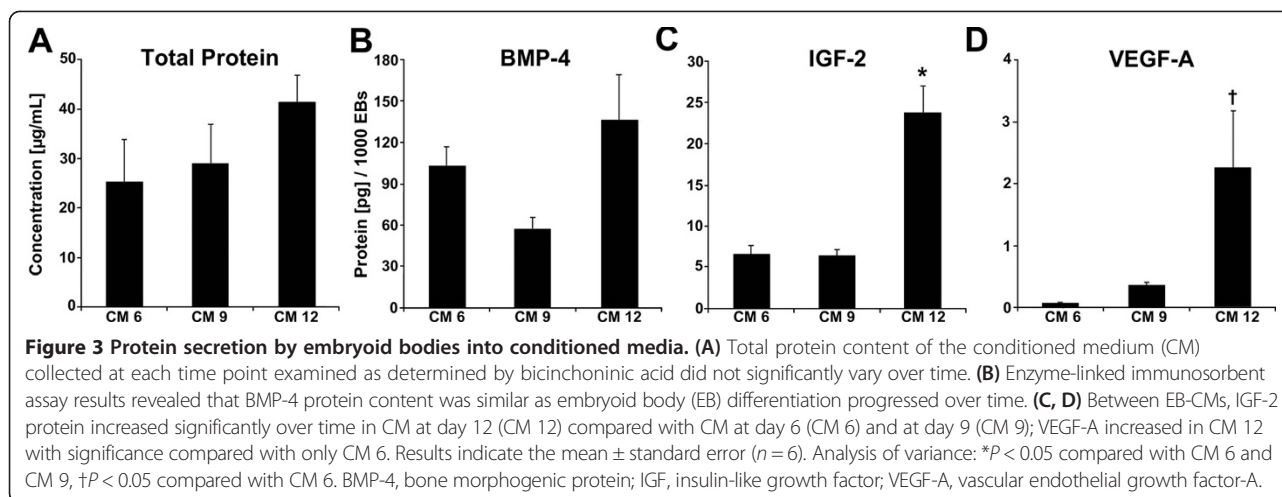 A
B
C
D
Total Protein
BMP-4
IGF-2
VEGF-A
Concentration [µg/mL]
50
40
30
20
10
0
CM 6
CM 9
CM 12
Protein [pg] / 1000 EBs
180
150
120
90
60
30
0
CM 6
CM 9
CM 12
30
25
20
15
10
5
0
*
CM 6
CM 9
CM 12
4
3
2
1
0
†
CM 6
CM 9
CM 12
Figure 3 Protein secretion by embryoid bodies into conditioned media. (A) Total protein content of the conditioned medium (CM)
collected at each time point examined as determined by bicinchoninic acid did not significantly vary over time. (B) Enzyme-linked immunosorbent
assay results revealed that BMP-4 protein content was similar as embryoid body (EB) differentiation progressed over time. (C, D) Between EB-CMs, IGF-2
protein increased significantly over time in CM at day 12 (CM 12) compared with CM at day 6 (CM 6) and at day 9 (CM 9); VEGF-A increased in CM 12
with significance compared with only CM 6. Results indicate the mean ± standard error (n = 6). Analysis of variance: *P < 0.05 compared with CM 6 and
CM 9, †P < 0.05 compared with CM 6. BMP-4, bone morphogenic protein; IGF, insulin-like growth factor; VEGF-A, vascular endothelial growth factor-A.